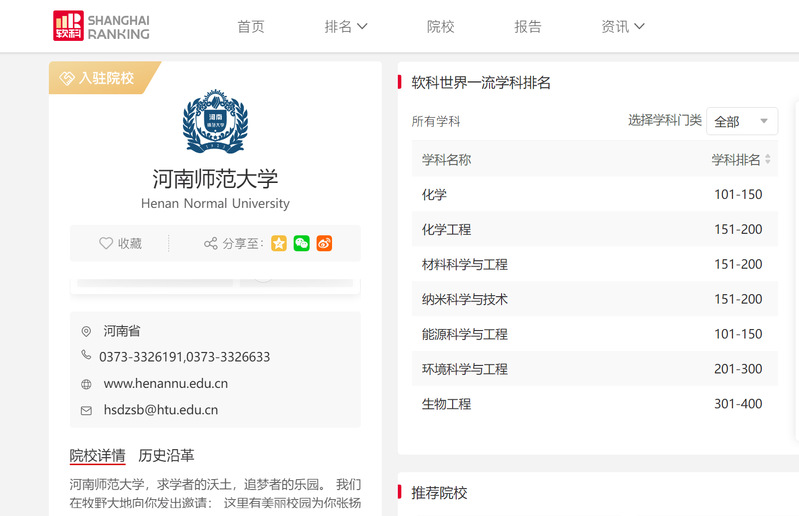 软科
SHANGHAI
RANKING
首页
排名
院校
报告
资讯
入驻院校
河南
师范大学
河南师范大学
Henan Normal University
收藏
分享至：
河南省
0373-3326191,0373-3326633
www.henannu.edu.cn
hsdzsb@htu.edu.cn
院校详情 历史沿革
河南师范大学，求学者的沃土，追梦者的乐园。 我们
在牧野大地向你发出邀请： 这里有美丽校园为你张扬
软科世界一流学科排名
所有学科
选择学科门类 全部
学科名称 学科排名
化学 101-150
化学工程 151-200
材料科学与工程 151-200
纳米科学与技术 151-200
能源科学与工程 101-150
环境科学与工程 201-300
生物工程 301-400
推荐院校